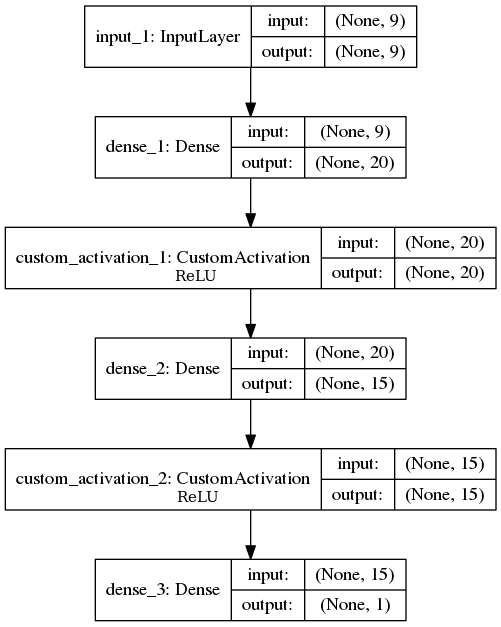 input_1: InputLayer
input: (None, 9)
output: (None, 9)
dense_1: Dense
input: (None, 9)
output: (None, 20)
custom_activation_1: CustomActivation
ReLU
input: (None, 20)
output: (None, 20)
dense_2: Dense
input: (None, 20)
output: (None, 15)
custom_activation_2: CustomActivation
ReLU
input: (None, 15)
output: (None, 15)
dense_3: Dense
input: (None, 15)
output: (None, 1)